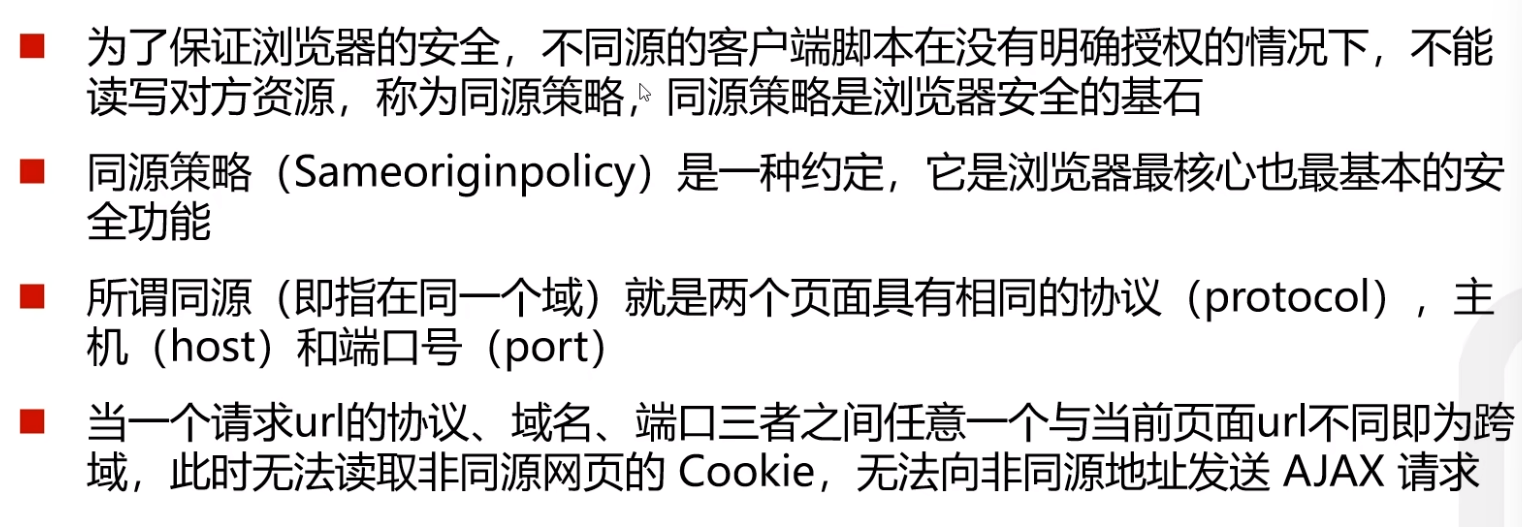 为了保证浏览器的安全，不同源的客户端脚本在没有明确授权的情况下，不能
读写对方资源，称为同源策略，同源策略是浏览器安全的基石
同源策略（Sameoriginpolicy）是一种约定，它是浏览器最核心也最基本的安
全功能
所谓同源（即指在同一个域）就是两个页面具有相同的协议（protocol），主
机（host）和端口号（port）
当一个请求url的协议、域名、端口三者之间任意一个与当前页面url不同即为跨
域，此时无法读取非同源网页的 Cookie，无法向非同源地址发送 AJAX 请求